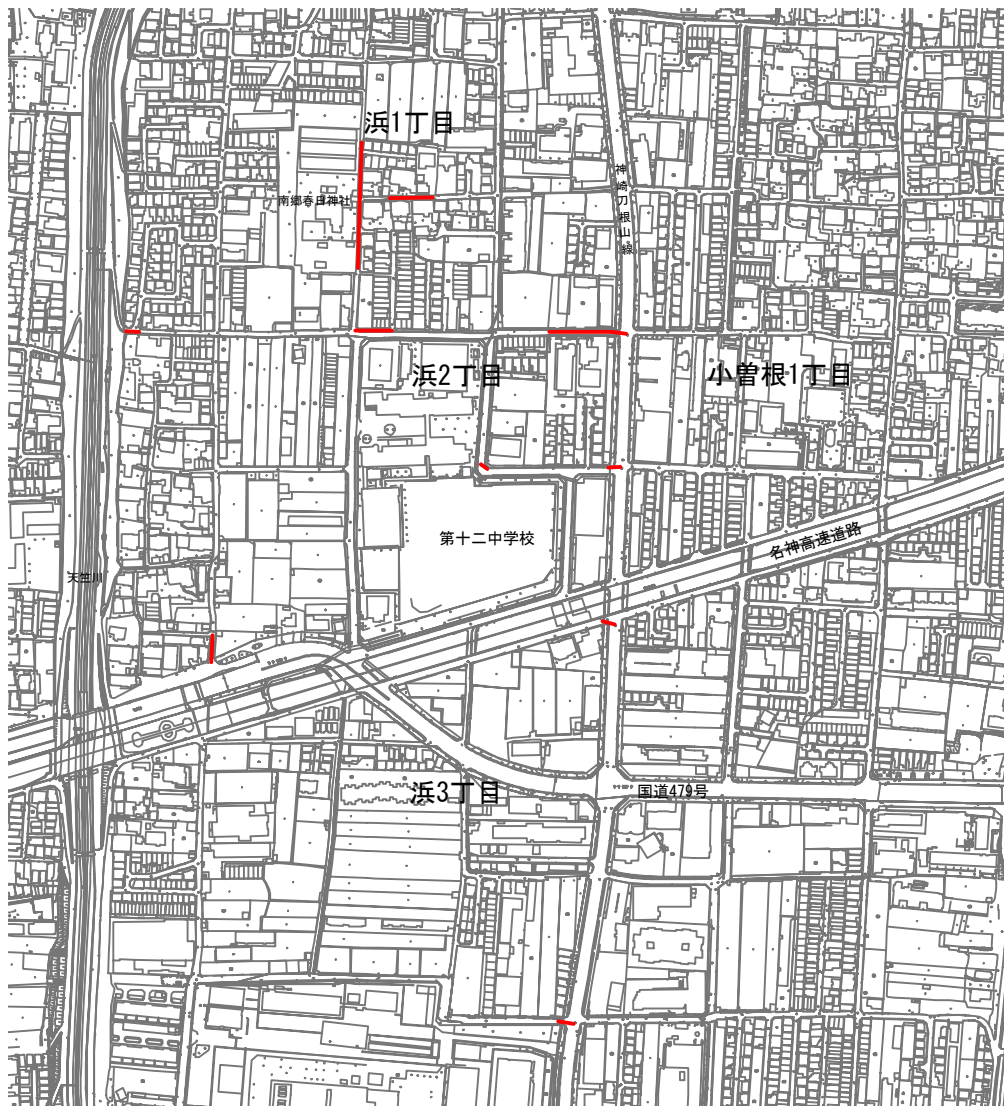 浜1丁目
神崎刀根山線
南郷春日神社
浜2丁目
小曽根1丁目
第十二中学校
名神高速道路
天竺川
浜3丁目
国道479号